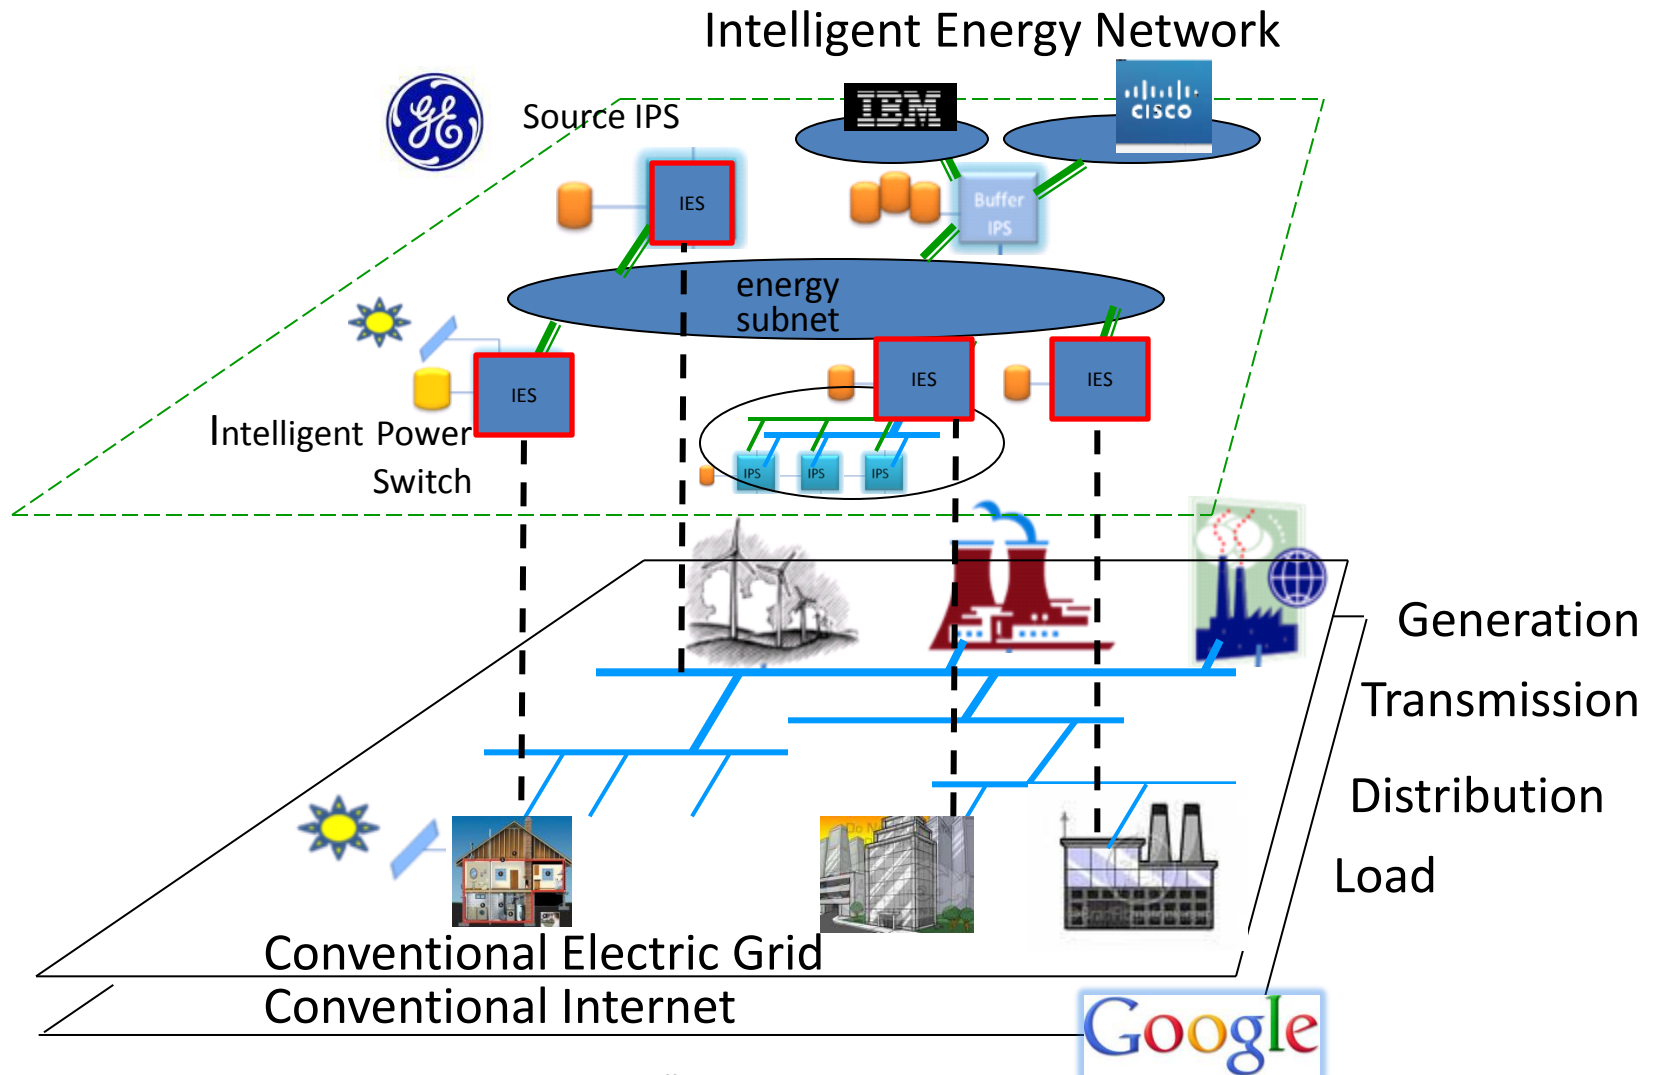 Intelligent Energy Network
GE
Source IPS
IBM
CISCO
IES
Buffer
IPS
energy
subnet
IES
IES
IES
Intelligent Power
Switch
IPS
IPS
IPS
Generation
Transmission
Distribution
Load
Conventional Electric Grid
Conventional Internet
Google